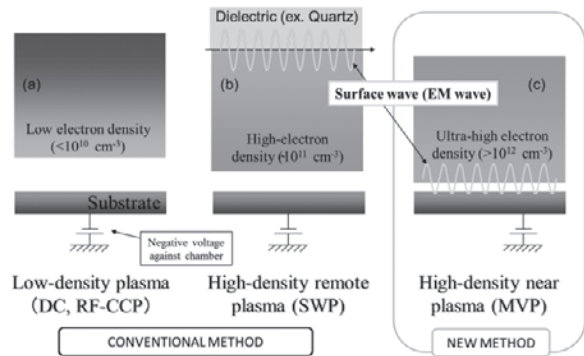 Dielectric (ex. Quartz)
(a)
(b)
(c)
Surface wave (EM wave)
Low electron density
(<10¹⁰ cm⁻³)
High-electron
density (~10¹¹ cm⁻³)
Ultra-high electron
density (>10¹² cm⁻³)
Substrate
Negative voltage
against chamber
Low-density plasma
(DC, RF-CCP)
High-density remote
plasma (SWP)
High-density near
plasma (MVP)
CONVENTIONAL METHOD
NEW METHOD